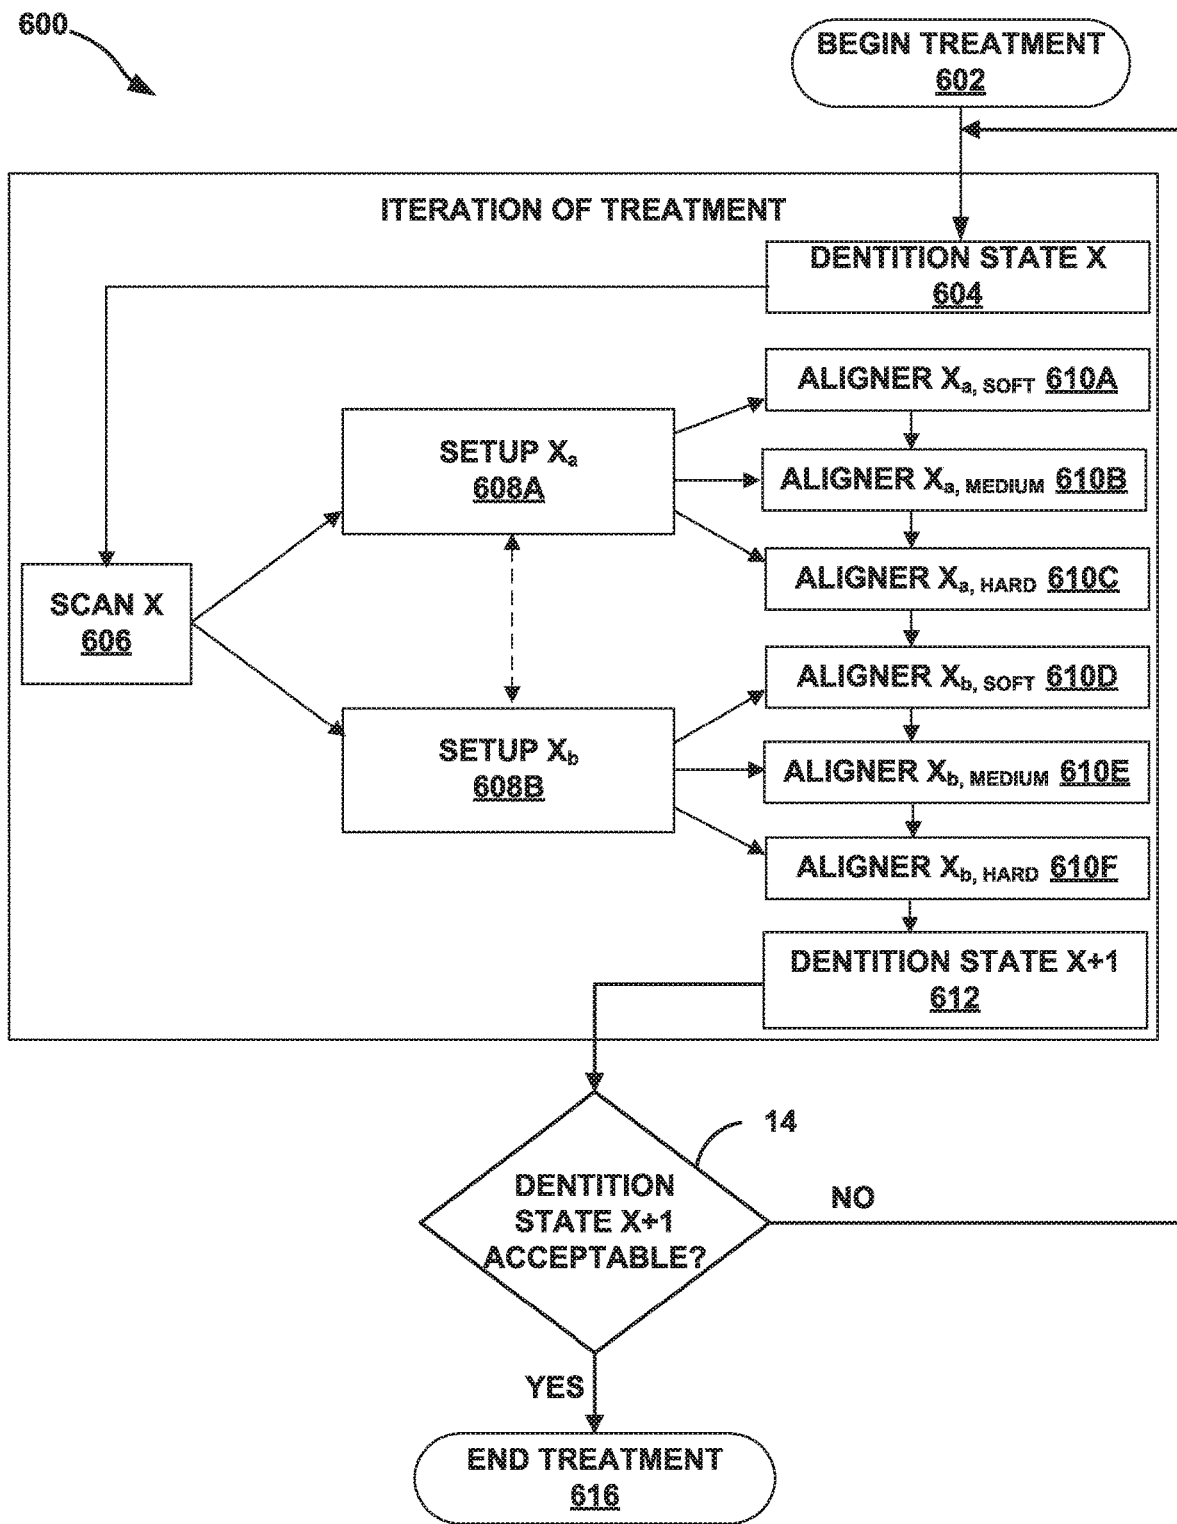 600
BEGIN TREATMENT
602
ITERATION OF TREATMENT
DENTITION STATE X
604
ALIGNER Xa, SOFT 610A
SETUP Xa
608A
ALIGNER Xa, MEDIUM 610B
ALIGNER Xa, HARD 610C
SCAN X
606
ALIGNER Xb, SOFT 610D
SETUP Xb
608B
ALIGNER Xb, MEDIUM 610E
ALIGNER Xb, HARD 610F
DENTITION STATE X+1
612
14
DENTITION
STATE X+1
ACCEPTABLE?
NO
YES
END TREATMENT
616